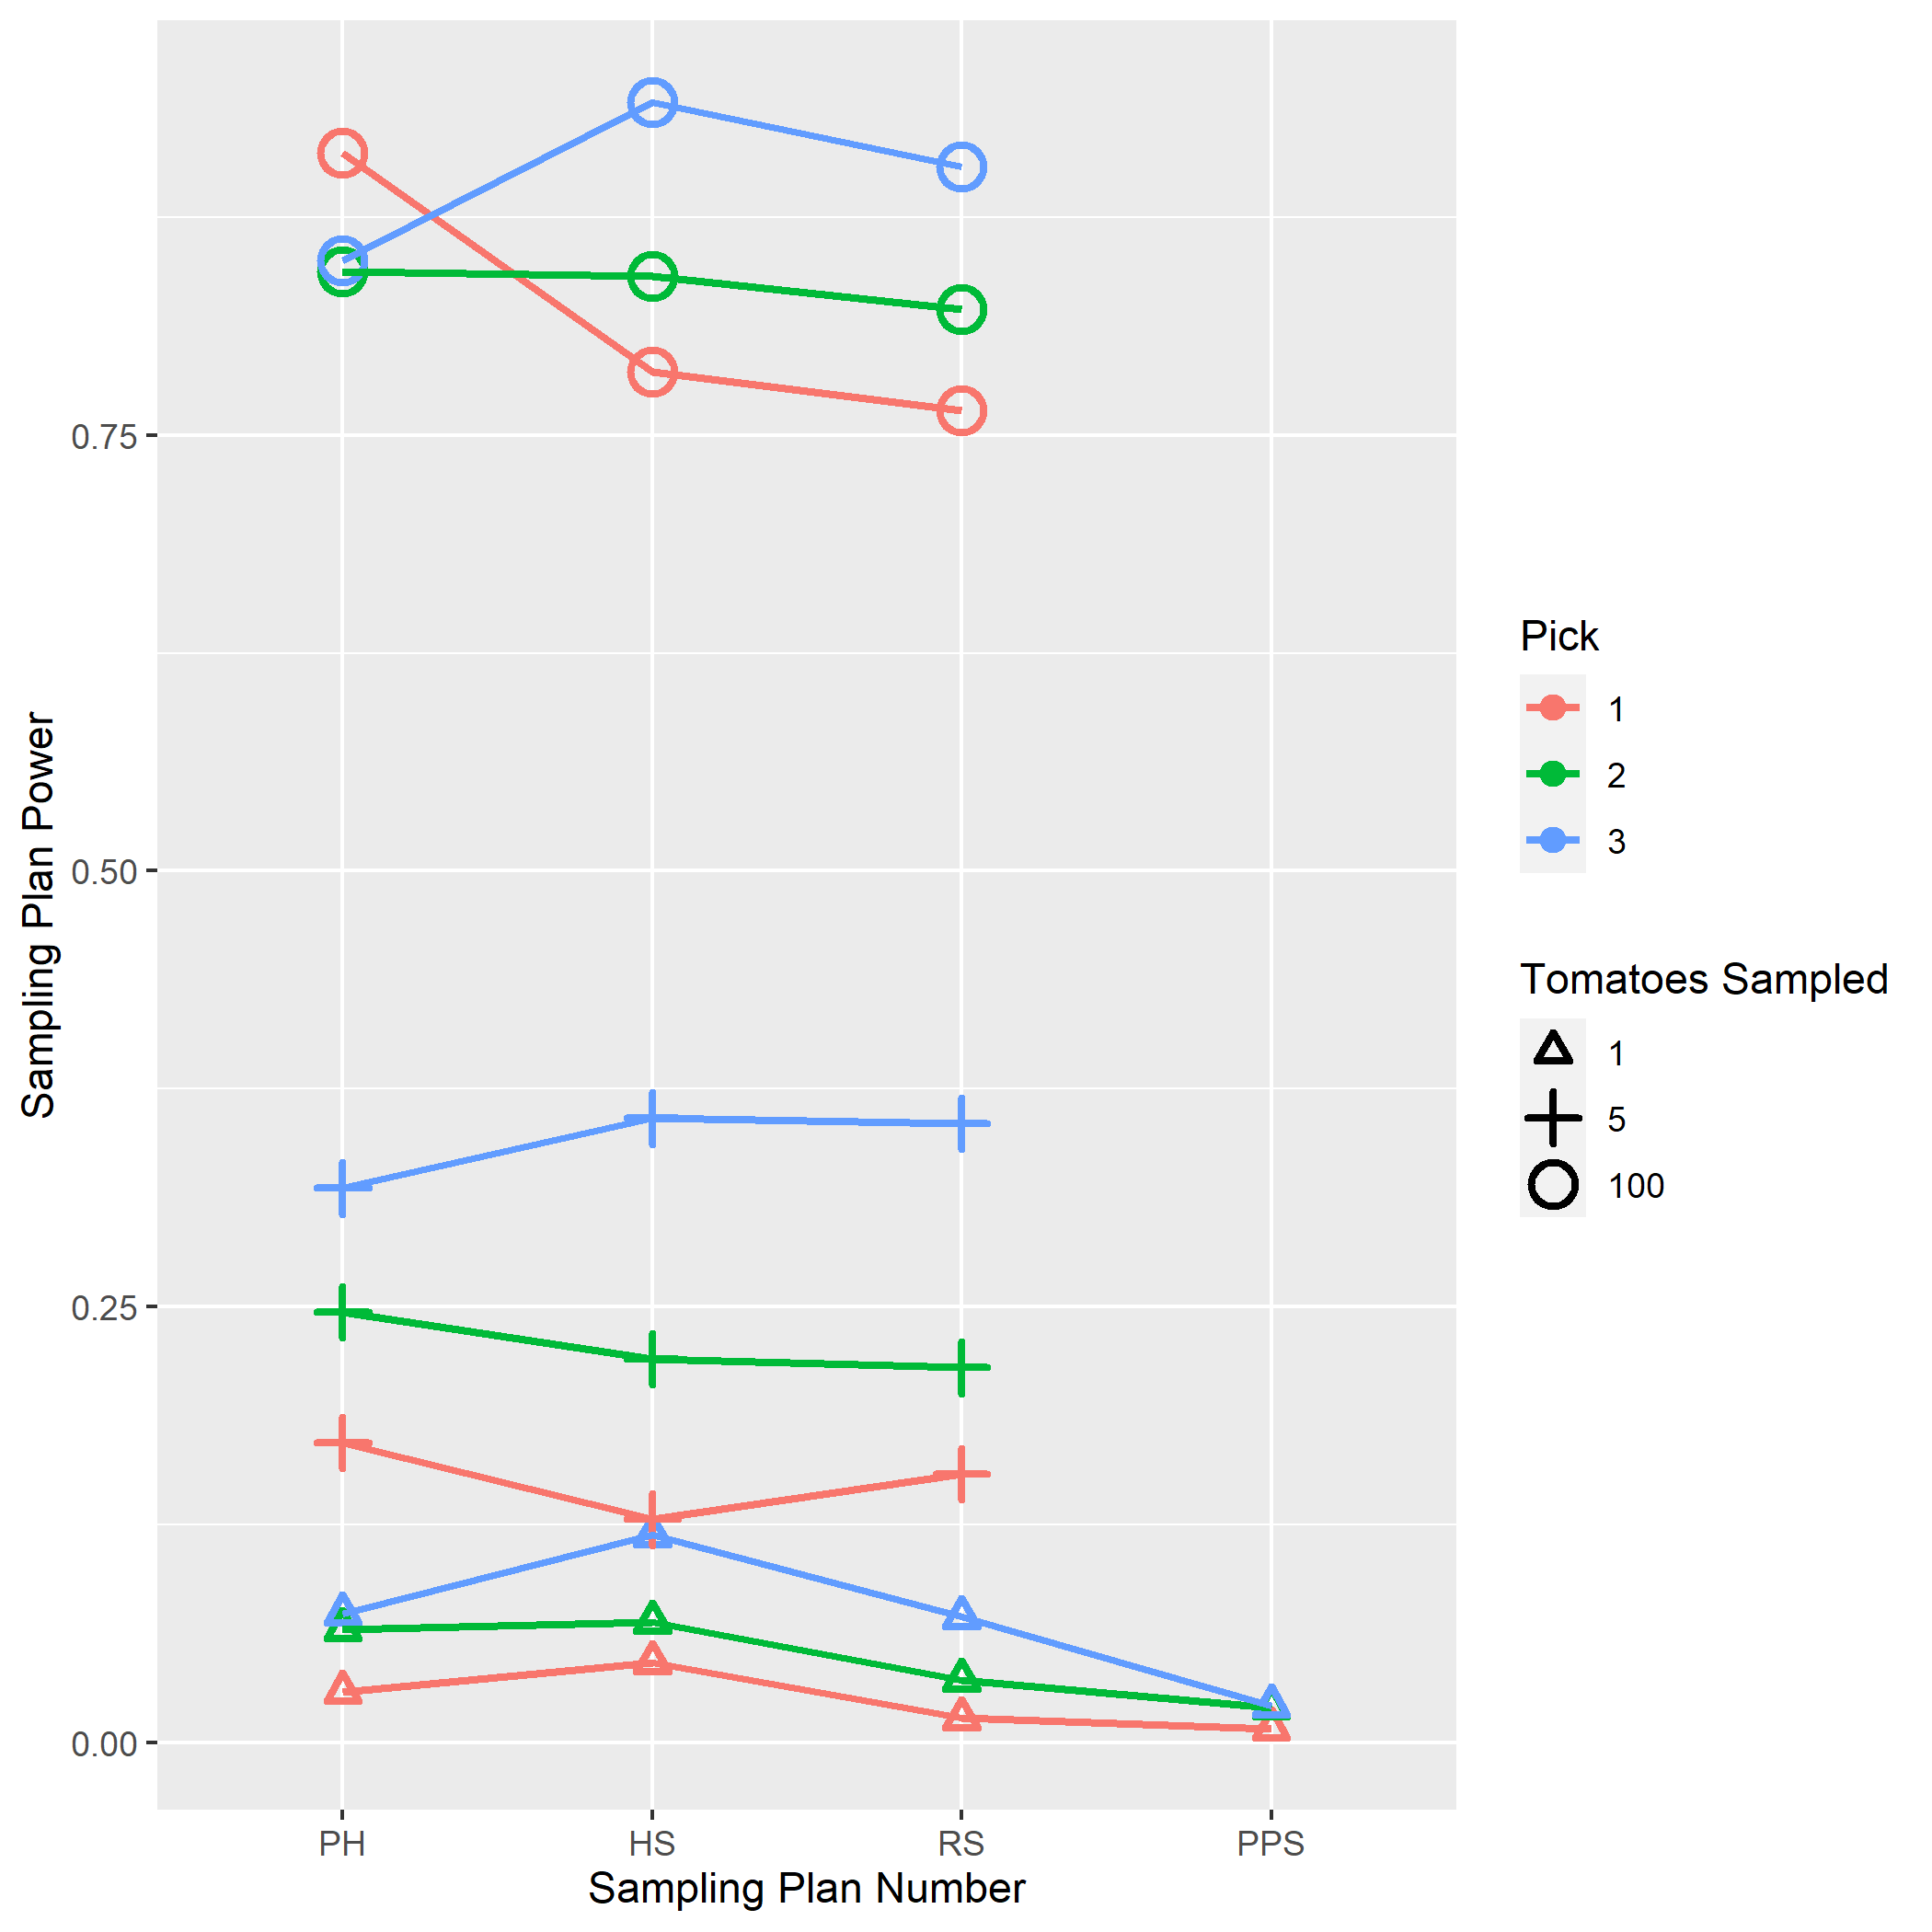 Sampling Plan Power
0.75
0.50
0.25
0.00
PH HS RS PPS
Sampling Plan Number
Pick
1
2
3
Tomatoes Sampled
1
5
100